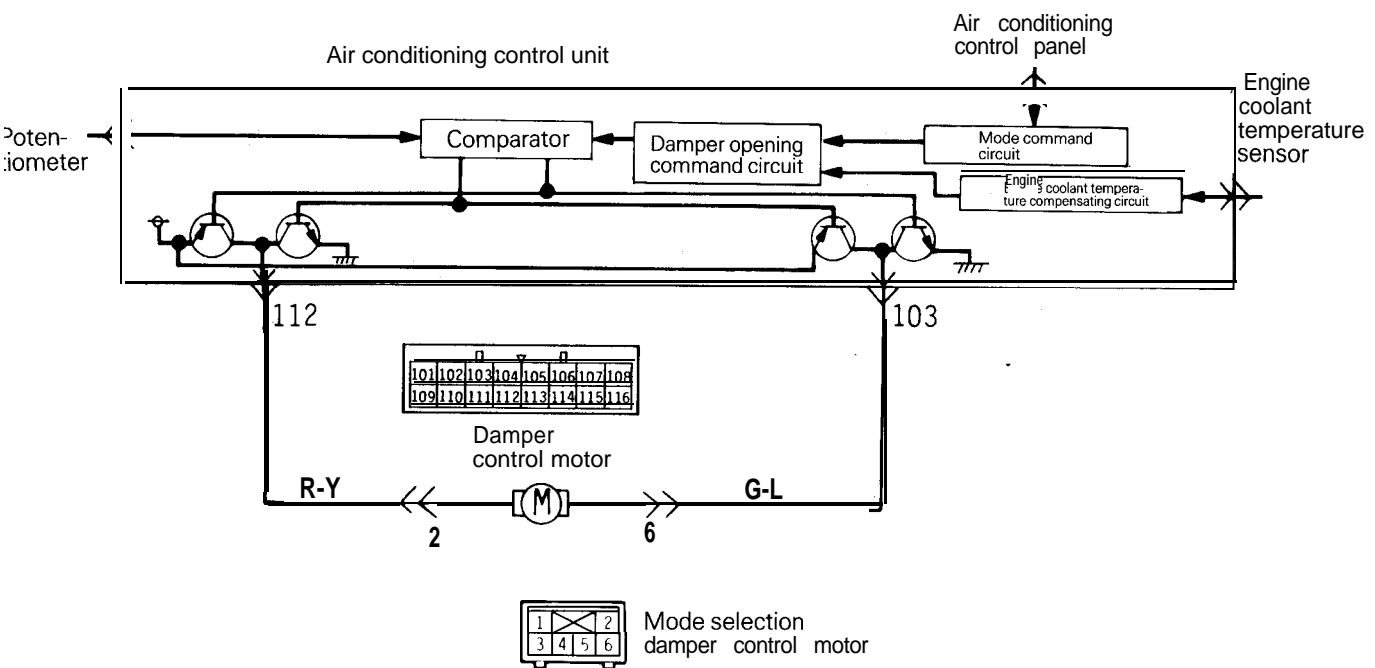 Air conditioning
control panel
Air conditioning control unit
Engine
coolant
temperature
sensor
Poten-
tiometer
Comparator
Damper opening
command circuit
Mode command
circuit
Engine
coolant tempera-
ture compensating circuit
112
103
101 102 103 104 105 106 107 108
109 110 111 112 113 114 115 116
Damper
control motor
R-Y
M
G-L
2
6
1 2
3 4 5 6
Mode selection
damper control motor